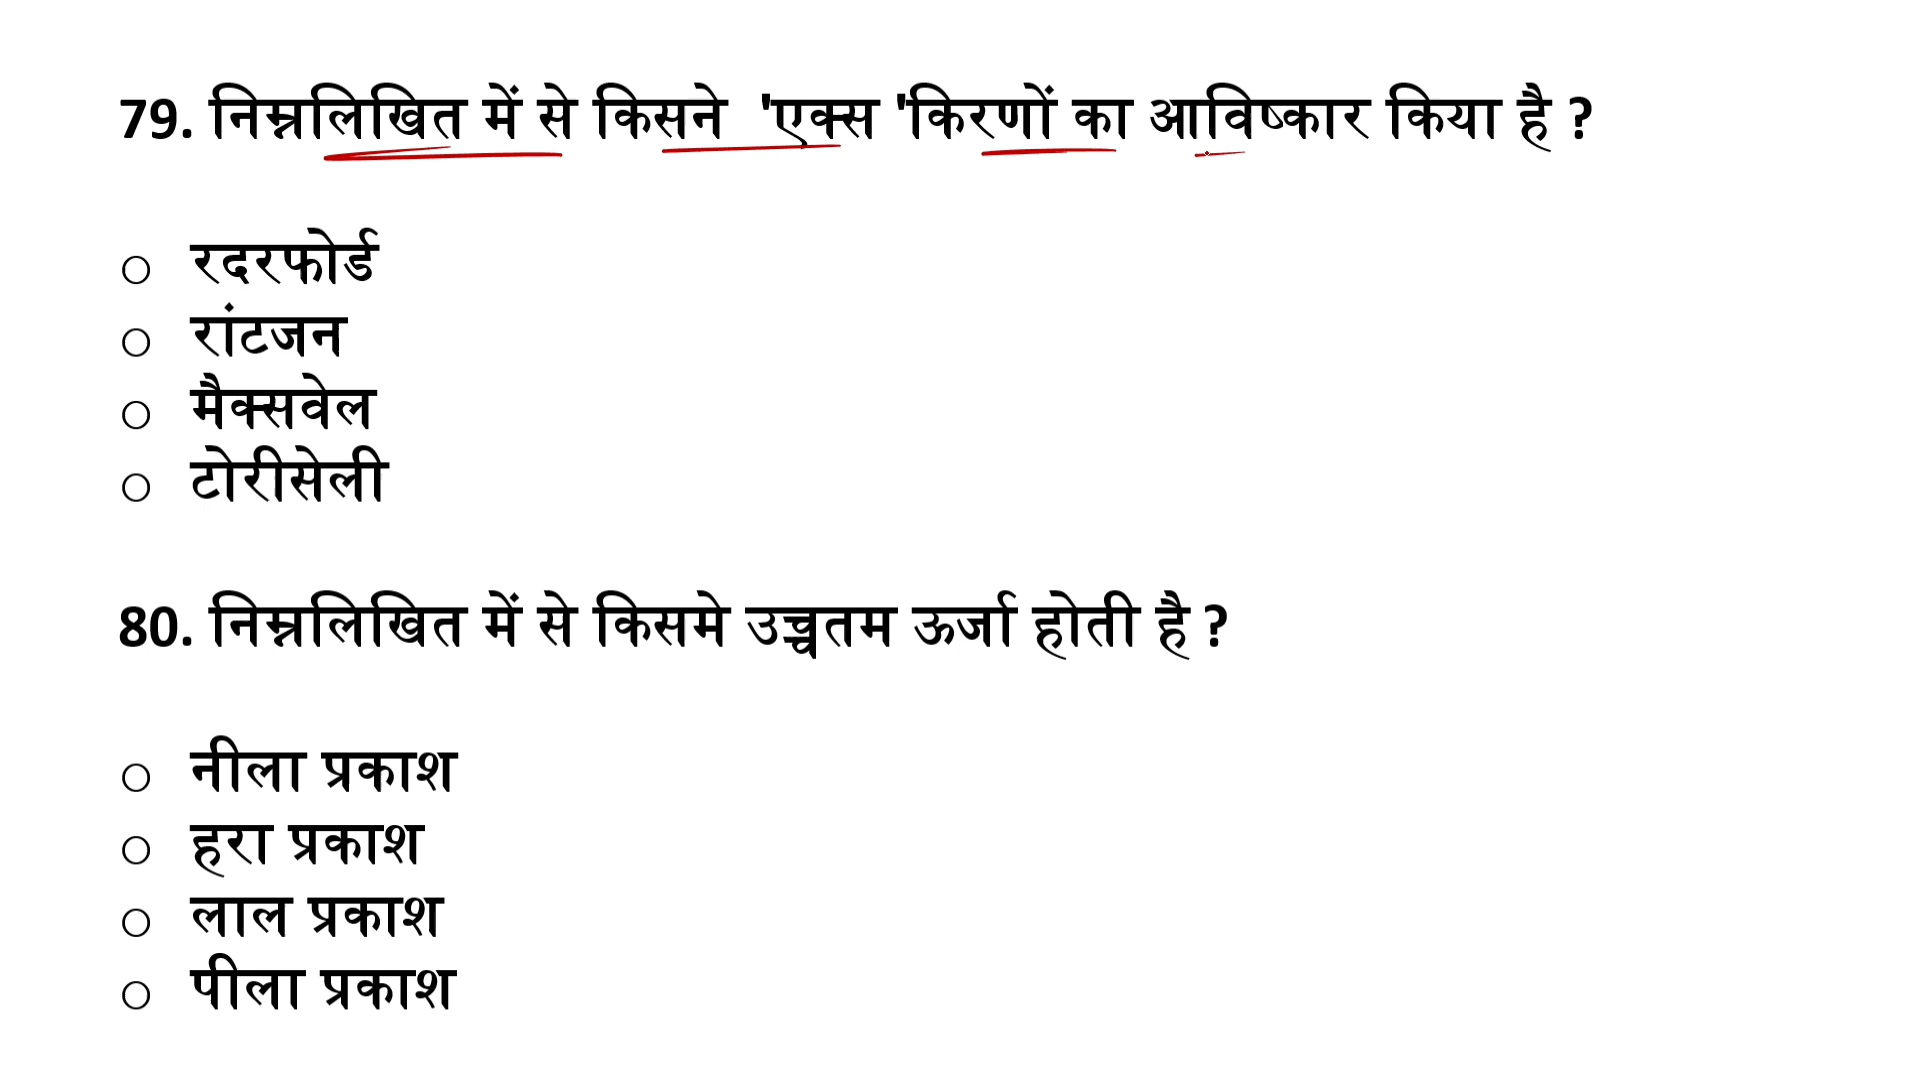 79. निम्नलिखित में से किसने 'एक्स 'किरणों का आविष्कार किया है ?
○ रदरफोर्ड
○ रांटजन
○ मैक्सवेल
○ टोरीसेली
80. निम्नलिखित में से किसमे उच्चतम ऊर्जा होती है ?
○ नीला प्रकाश
○ हरा प्रकाश
○ लाल प्रकाश
○ पीला प्रकाश